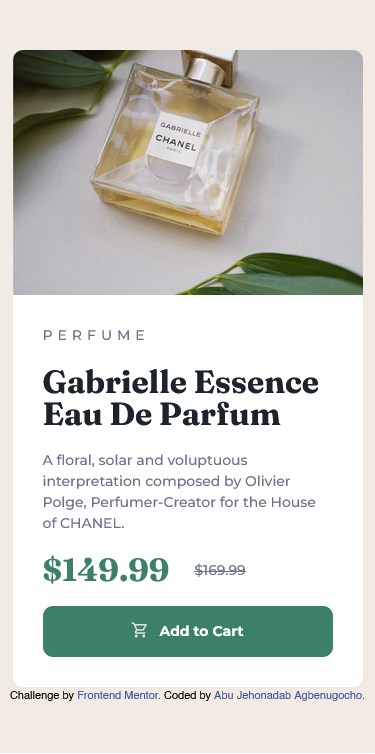 GABRIELLE
CHANEL
PARIS
PERFUME
Gabrielle Essence
Eau De Parfum
A floral, solar and voluptuous
interpretation composed by Olivier
Polge, Perfumer-Creator for the House
of CHANEL.
$149.99 $169.99
Add to Cart
Challenge by Frontend Mentor. Coded by Abu Jehonadab Agbenugocho.